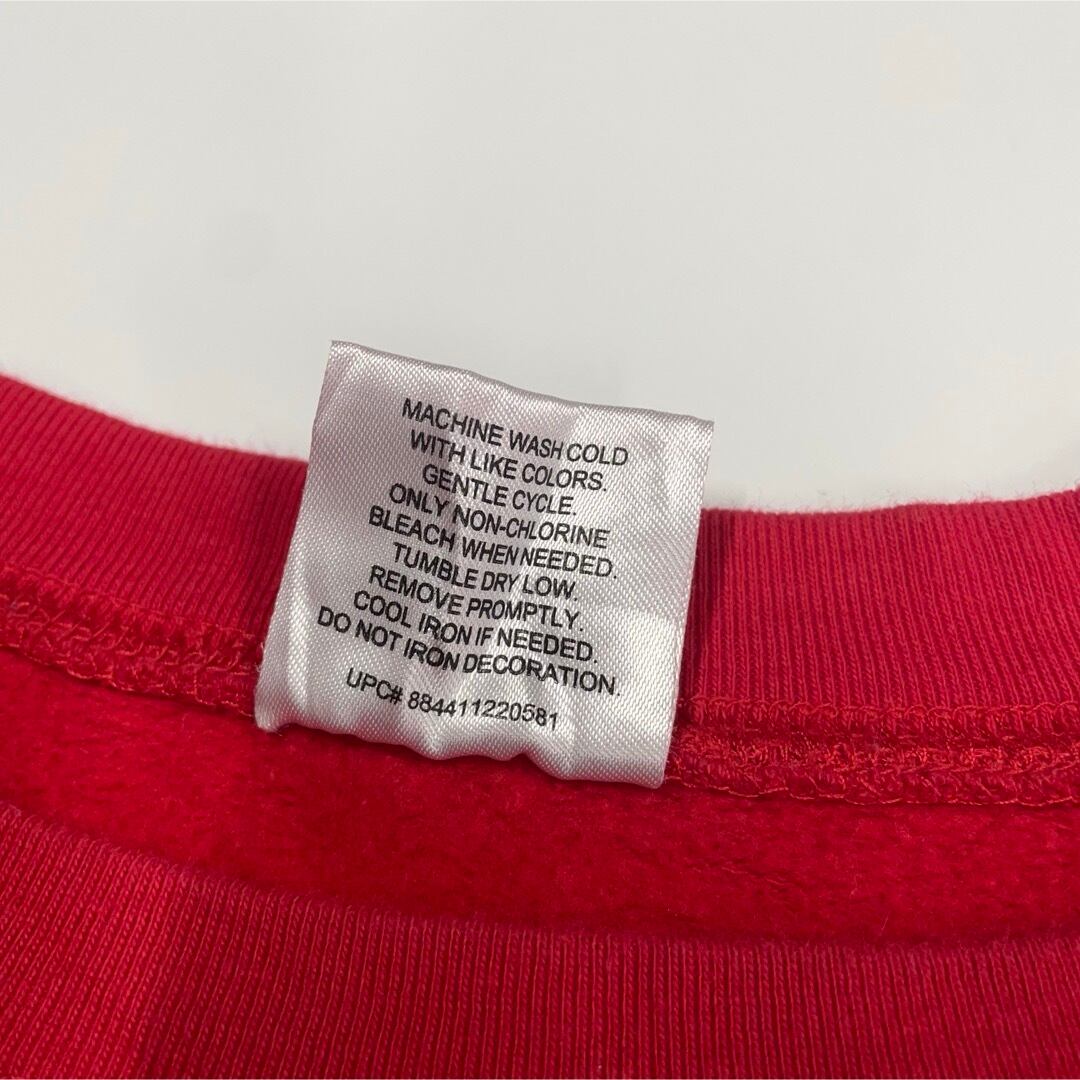 MACHINE WASH COLD
WITH LIKE COLORS.
GENTLE CYCLE.
ONLY NON-CHLORINE
BLEACH WHEN NEEDED.
TUMBLE DRY LOW.
REMOVE PROMPTLY.
COOL IRON IF NEEDED.
DO NOT IRON DECORATION.
UPC# 884411220581